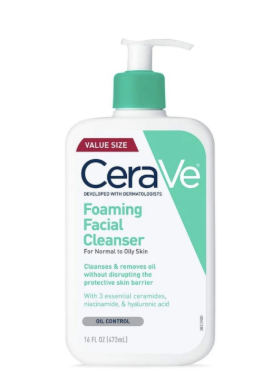 VALUE SIZE
CeraVe
DEVELOPED WITH DERMATOLOGISTS
Foaming
Facial
Cleanser
For Normal to Oily Skin
Cleanses & removes oil
without disrupting the
protective skin barrier
With 3 essential ceramides,
niacinamide, & hyaluronic acid
OIL CONTROL
16 FL OZ (473mL)